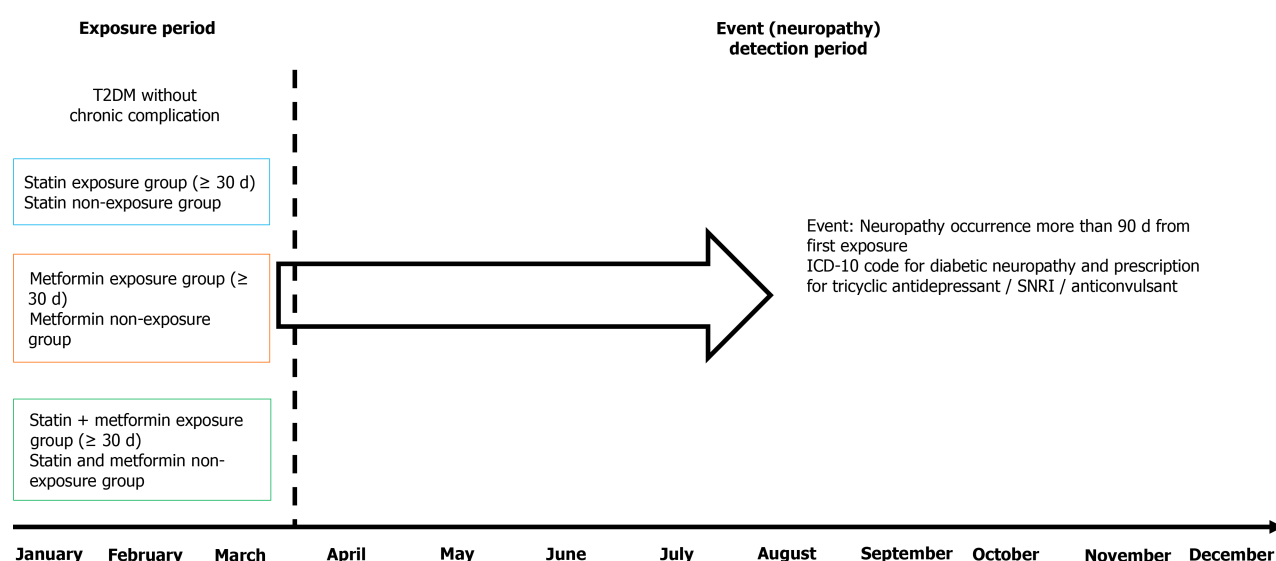 Exposure period
Event (neuropathy)
detection period
T2DM without
chronic complication
Statin exposure group (≥ 30 d)
Statin non-exposure group
Metformin exposure group (≥
30 d)
Metformin non-exposure
group
Statin + metformin exposure
group (≥ 30 d)
Statin and metformin non-
exposure group
Event: Neuropathy occurrence more than 90 d from
first exposure
ICD-10 code for diabetic neuropathy and prescription
for tricyclic antidepressant / SNRI / anticonvulsant
January February March April May June July August September October November December